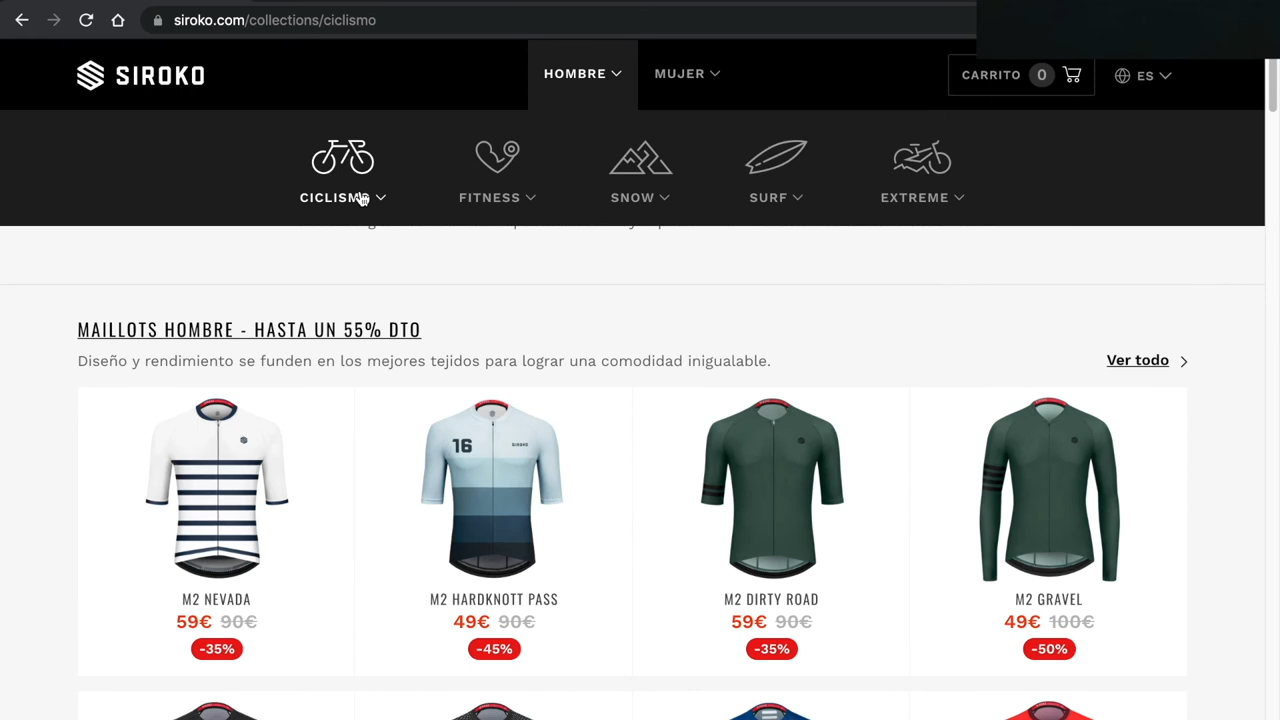 siroko.com/collections/ciclismo
SIROKO
HOMBRE
MUJER
CARRITO 0
ES
CICLISMO
FITNESS
SNOW
SURF
EXTREME
MAILLOTS HOMBRE - HASTA UN 55% DTO
Diseño y rendimiento se funden en los mejores tejidos para lograr una comodidad inigualable.
Ver todo
16
SIROKO
M2 NEVADA
59€ 90€
-35%
M2 HARDKNOTT PASS
49€ 90€
-45%
M2 DIRTY ROAD
59€ 90€
-35%
M2 GRAVEL
49€ 100€
-50%